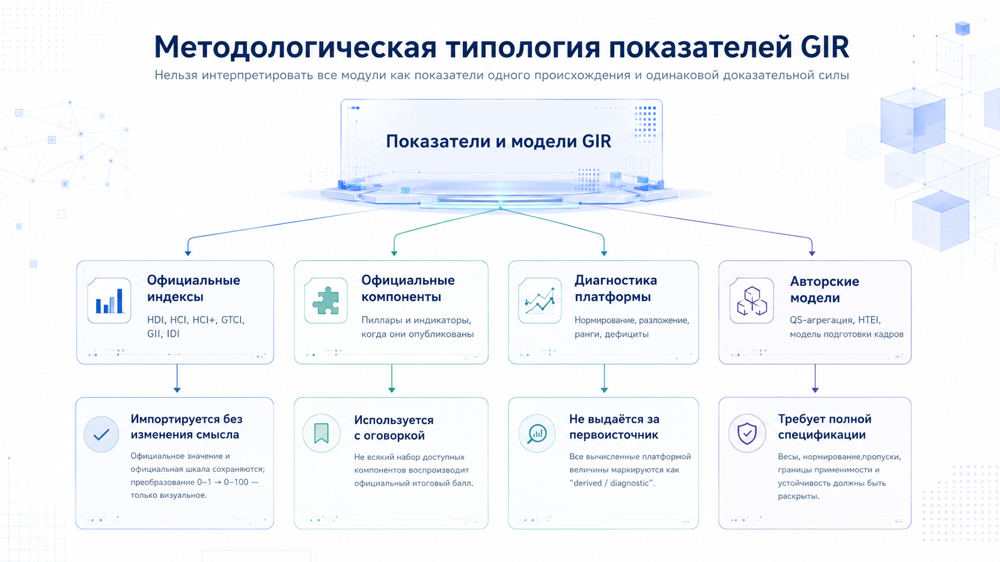 Методологическая типология показателей GIR
Нельзя интерпретировать все модули как показатели одного происхождения и одинаковой доказательной силы
Показатели и модели GIR
Официальные
индексы
HDI, HCI, HCI+, GTCI,
GII, IDI
Официальные
компоненты
Пиллары и индикаторы,
когда они опубликованы
Диагностика
платформы
Нормирование, разложение,
ранги, дефициты
Авторские
модели
QS-агрегация, HTEI,
модель подготовки кадров
Импортируется без
изменения смысла
Официальное значение и
официальная шкала сохраняются;
преобразование 0–1 → 0–100 —
только визуальное.
Используется
с оговоркой
Не всякий набор доступных
компонентов воспроизводит
официальный итоговый балл.
Не выдаётся за
первоисточник
Все вычисленные платформой
величины маркируются как
"derived / diagnostic".
Требует полной
спецификации
Весы, нормирование,пропуски,
границы применимости и
устойчивость должны быть
раскрыты.